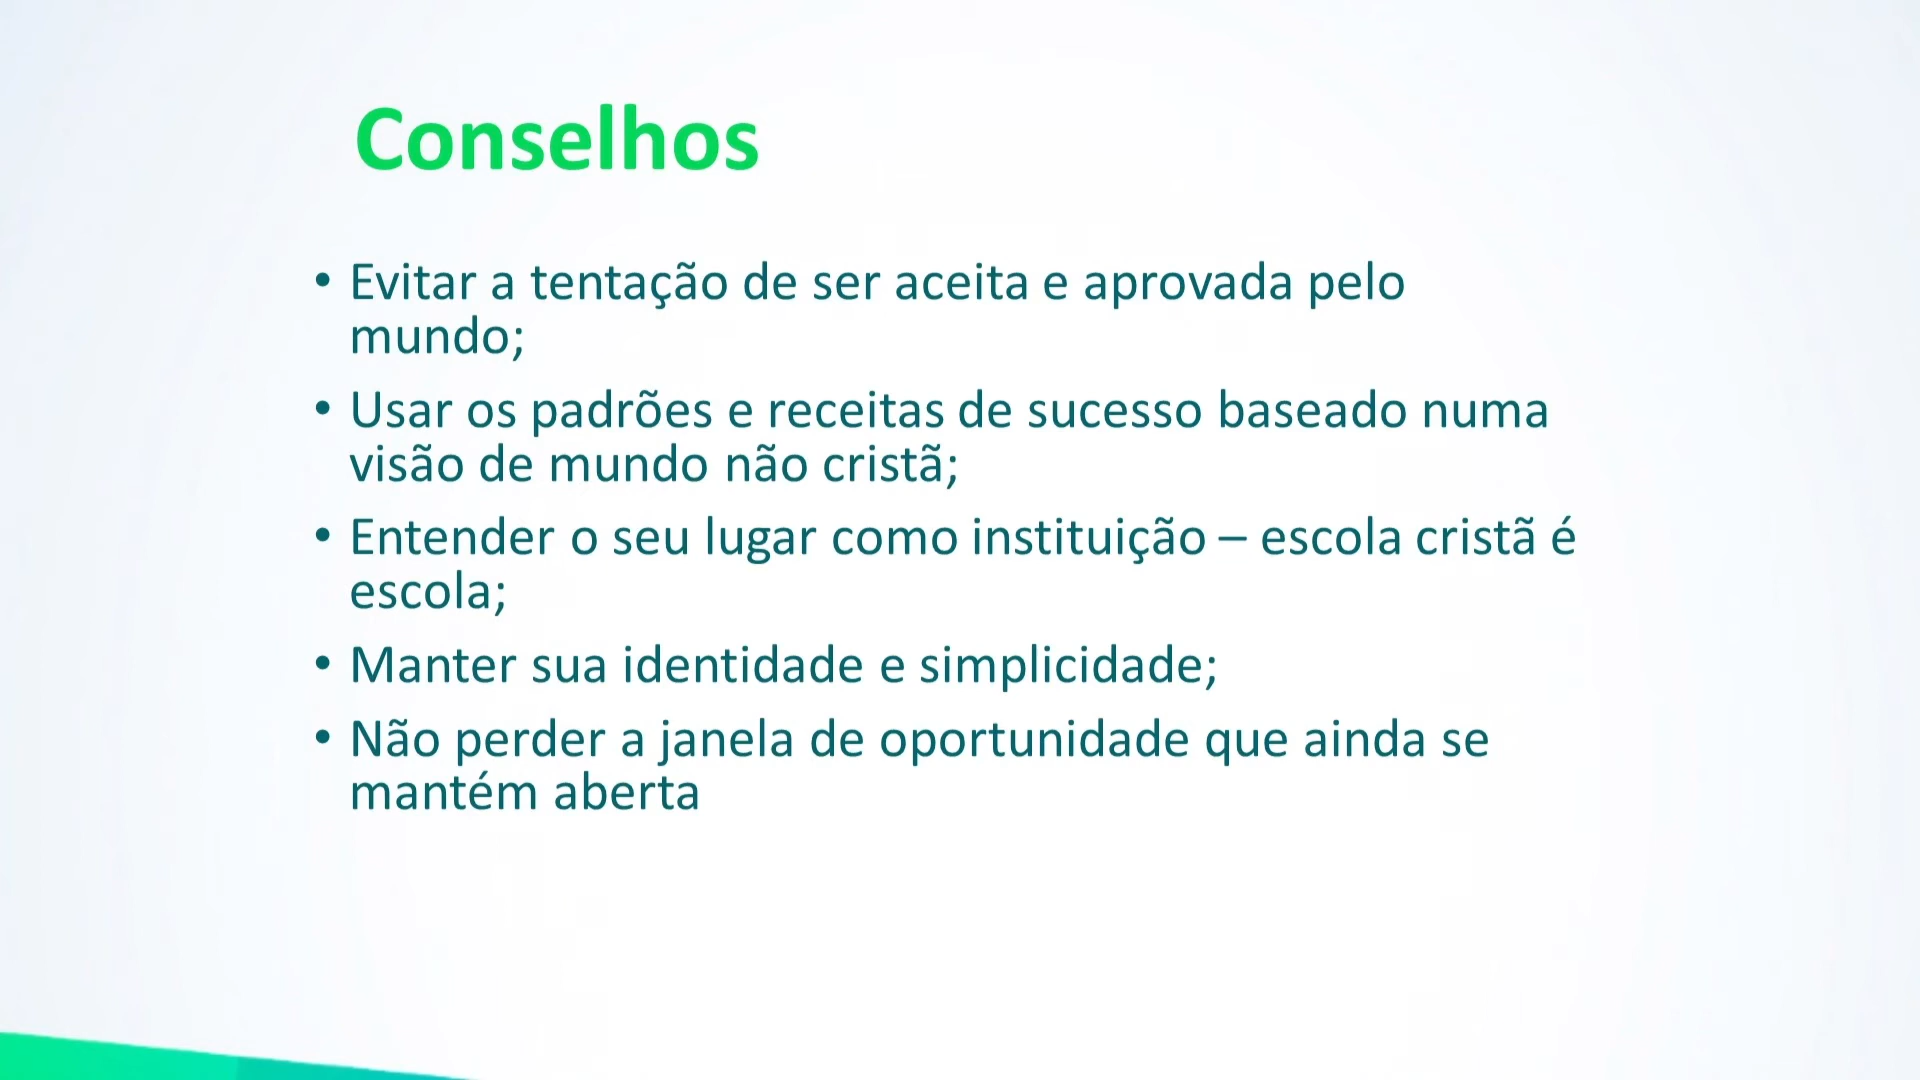 Conselhos
• Evitar a tentação de ser aceita e aprovada pelo
mundo;
• Usar os padrões e receitas de sucesso baseado numa
visão de mundo não cristã;
• Entender o seu lugar como instituição – escola cristã é
escola;
• Manter sua identidade e simplicidade;
• Não perder a janela de oportunidade que ainda se
mantém aberta